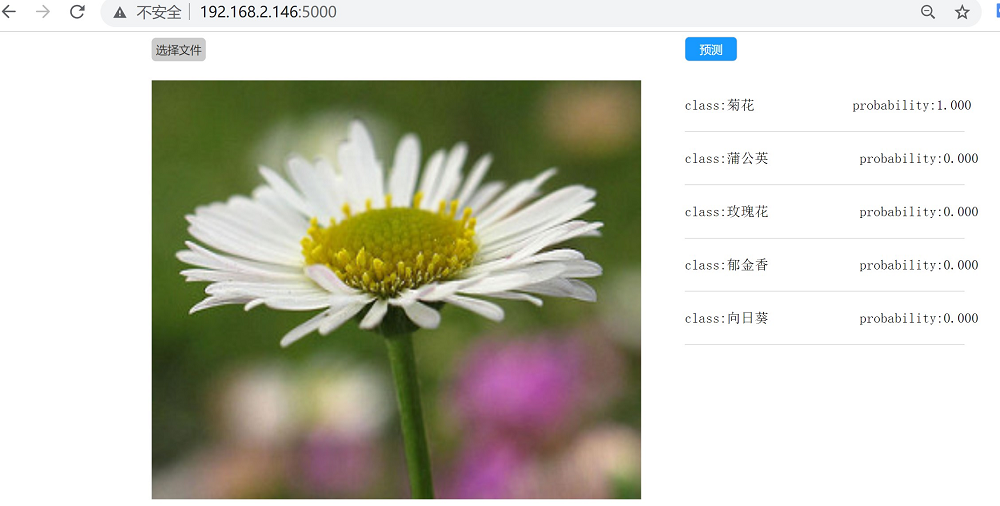 不安全 192.168.2.146:5000
选择文件 预测
class:菊花 probability:1.000
class:蒲公英 probability:0.000
class:玫瑰花 probability:0.000
class:郁金香 probability:0.000
class:向日葵 probability:0.000